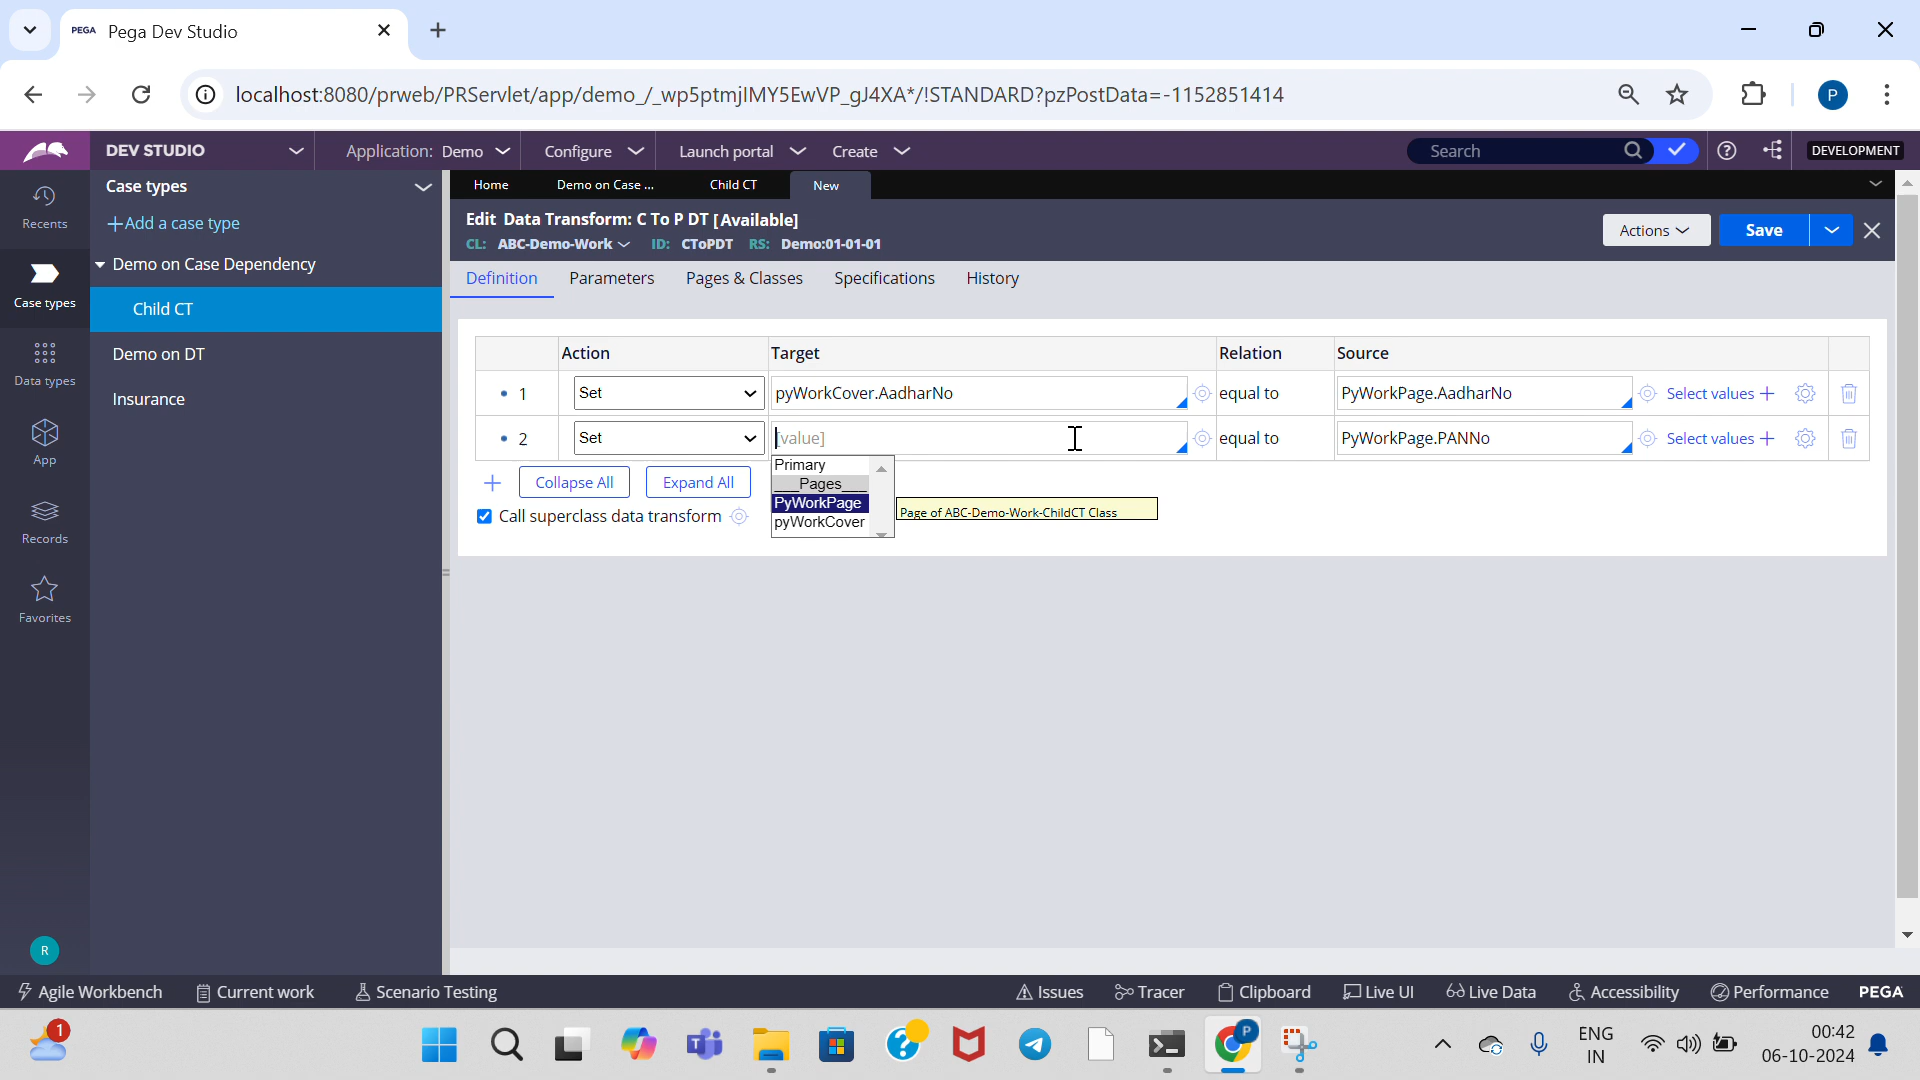 PEGA Pega Dev Studio
localhost:8080/prweb/PRServlet/app/demo_/_wp5ptmjIMY5EwVP_gJ4XA*/!STANDARD?pzPostData=-1152851414
P
DEV STUDIO
Application: Demo
Configure
Launch portal
Create
Search
DEVELOPMENT
Recents
Case types
App
Data types
Records
Favorites
R
Case types
Add a case type
Demo on Case Dependency
Child CT
Demo on DT
Insurance
Home
Demo on Case ...
Child CT
New
Edit Data Transform: C To P DT [Available]
CL: ABC-Demo-Work ID: CToPDT RS: Demo:01-01-01
Actions
Save
Definition
Parameters
Pages & Classes
Specifications
History
Action Target Relation Source
1 Set pyWorkCover.AadharNo equal to PyWorkPage.AadharNo Select values
2 Set [value] equal to PyWorkPage.PANNo Select values
Collapse All
Expand All
Call superclass data transform
Primary
___Pages___
PyWorkPage
pyWorkCover
Page of ABC-Demo-Work-ChildCT Class
Agile Workbench
Current work
Scenario Testing
Issues
Tracer
Clipboard
Live UI
Live Data
Accessibility
Performance
PEGA
1
P
ENG
IN
00:42
06-10-2024